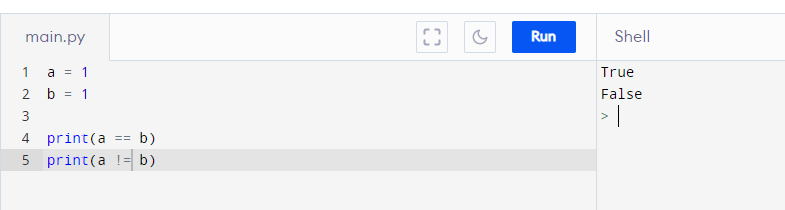 main.py Run Shell
1 a = 1
2 b = 1
3
4 print(a == b)
5 print(a != b)
True
False
>